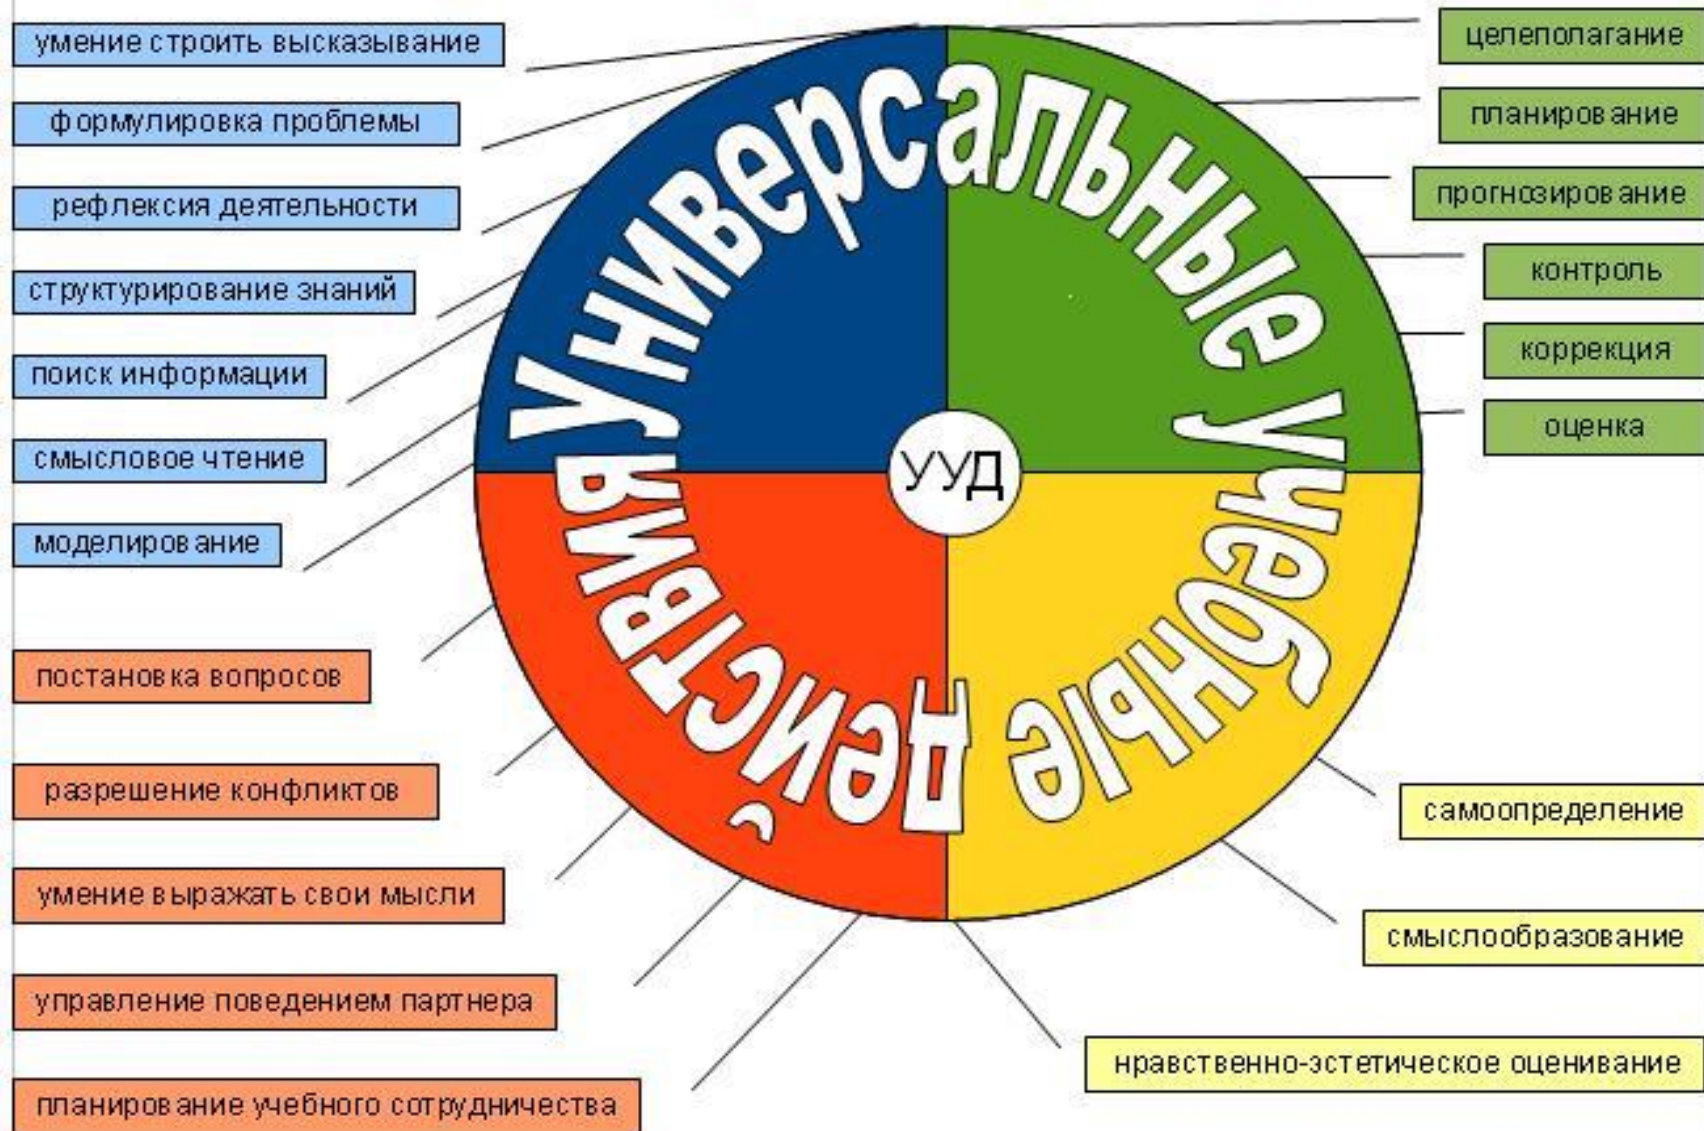 умение строить высказывание
формулировка проблемы
рефлексия деятельности
структурирование знаний
поиск информации
смысловое чтение
моделирование
постановка вопросов
разрешение конфликтов
умение выражать свои мысли
управление поведением партнера
планирование учебного сотрудничества
Универсальные учебные действия
УУД
целеполагание
планирование
прогнозирование
контроль
коррекция
оценка
самоопределение
смыслообразование
нравственно-эстетическое оценивание